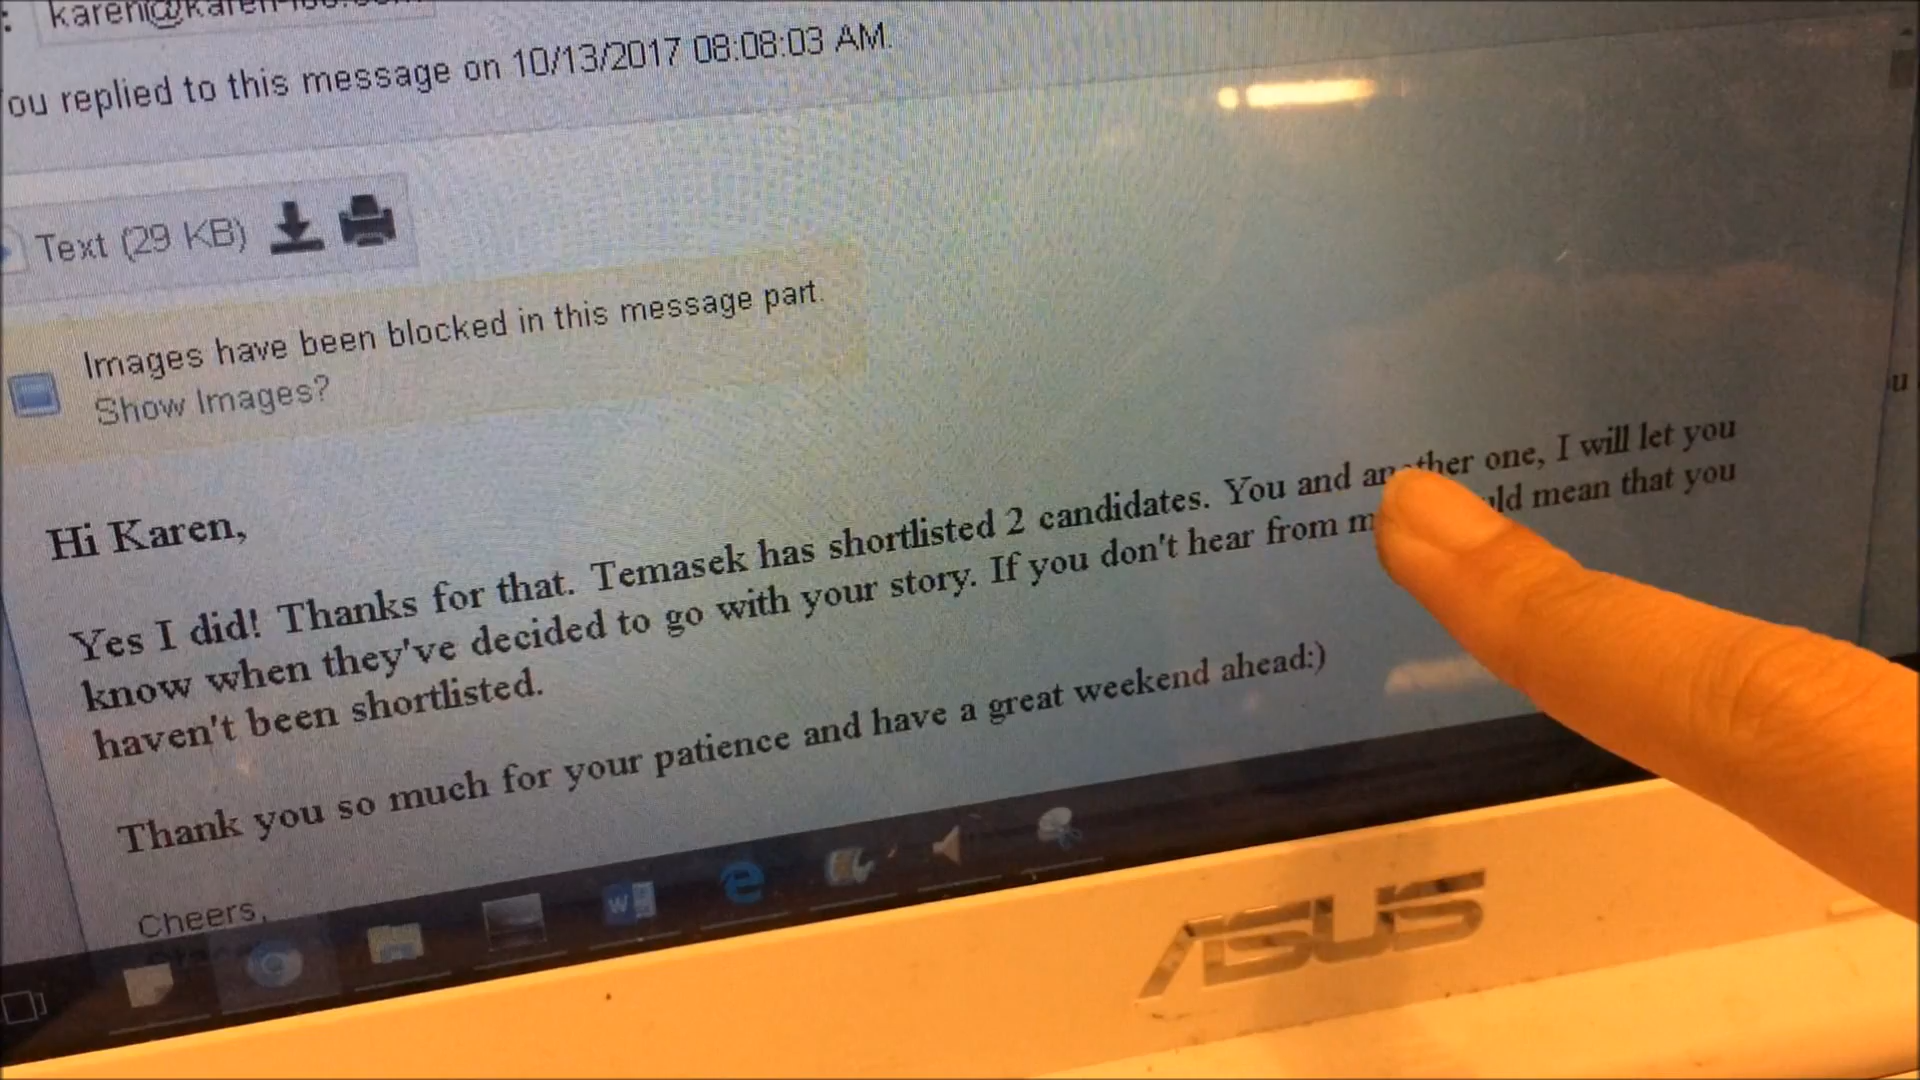 You replied to this message on 10/13/2017 08:08:03 AM.
Text (29 KB)
Images have been blocked in this message part.
Show Images?
Hi Karen,
Yes I did! Thanks for that. Temasek has shortlisted 2 candidates. You and another one, I will let you
know when they've decided to go with your story. If you don't hear from mean that you
haven't been shortlisted.
Thank you so much for your patience and have a great weekend ahead:)
Cheers,
ASUS